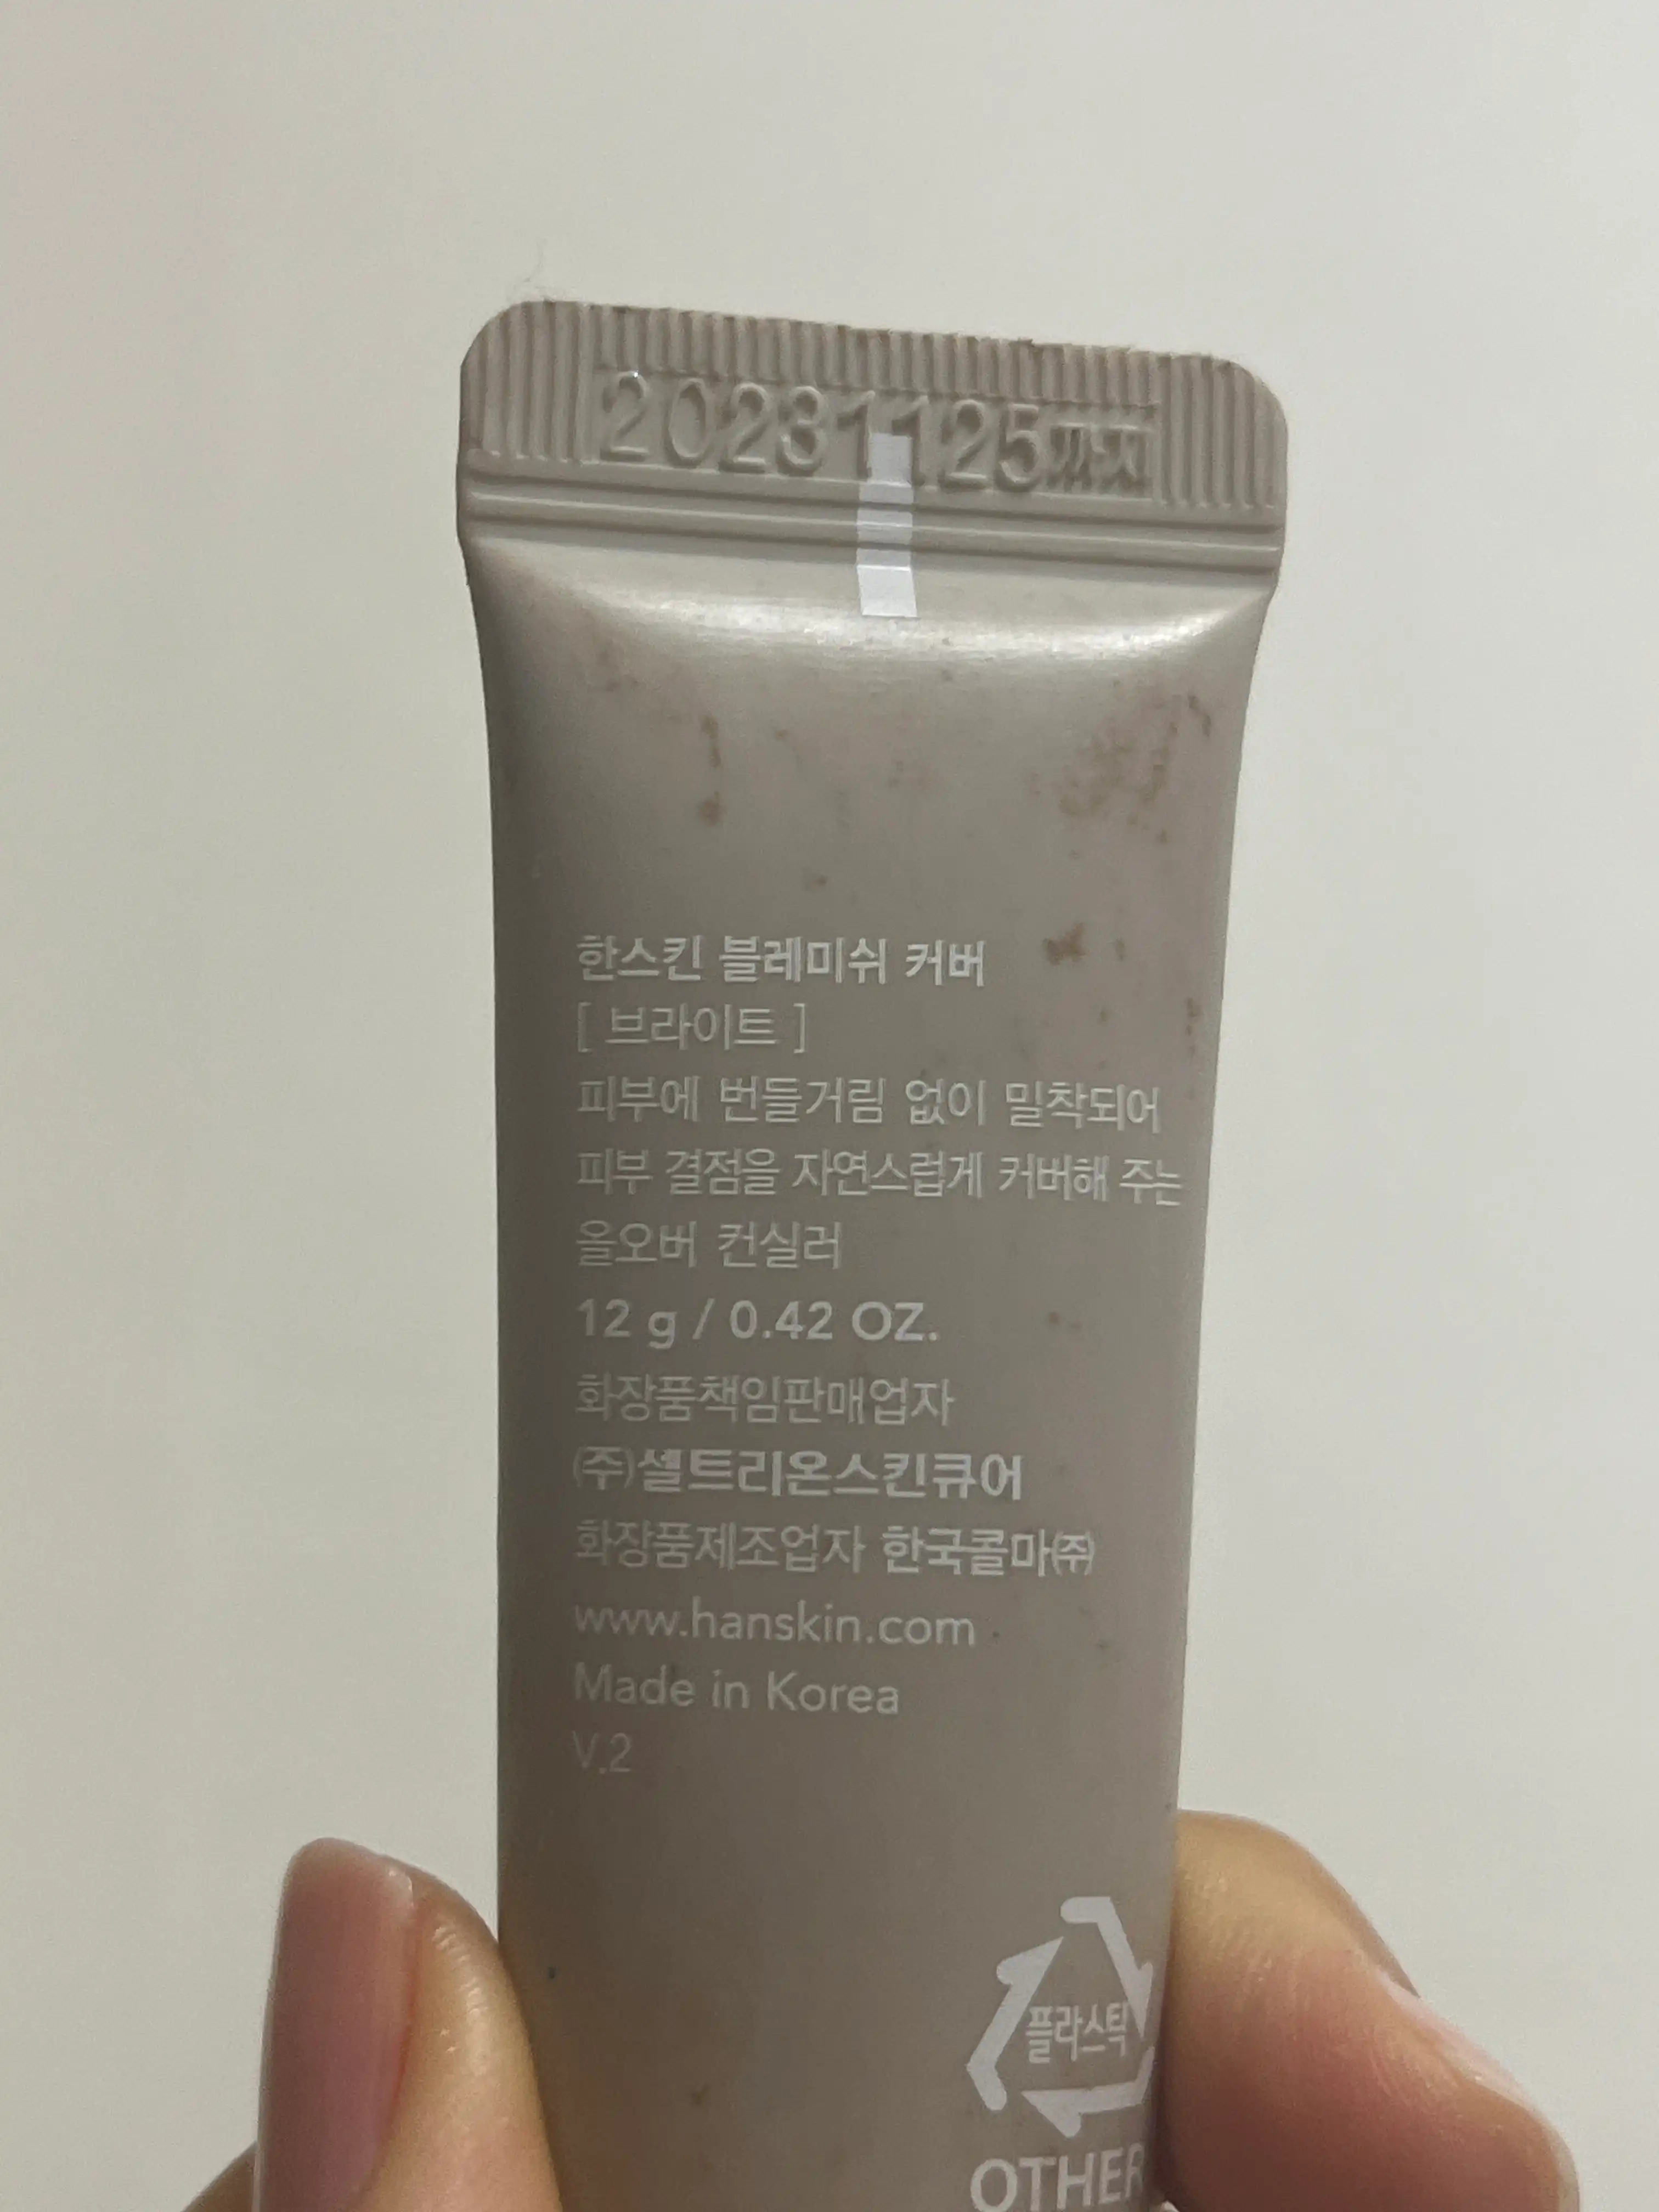 20231125까지
한스킨 블레미쉬 커버
[ 브라이트 ]
피부에 번들거림 없이 밀착되어
피부 결점을 자연스럽게 커버해 주는
올오버 컨실러
12 g / 0.42 OZ.
화장품책임판매업자
(주)셀트리온스킨큐어
화장품제조업자 한국콜마㈜
www.hanskin.com
Made in Korea
V.2
플라스틱
OTHER